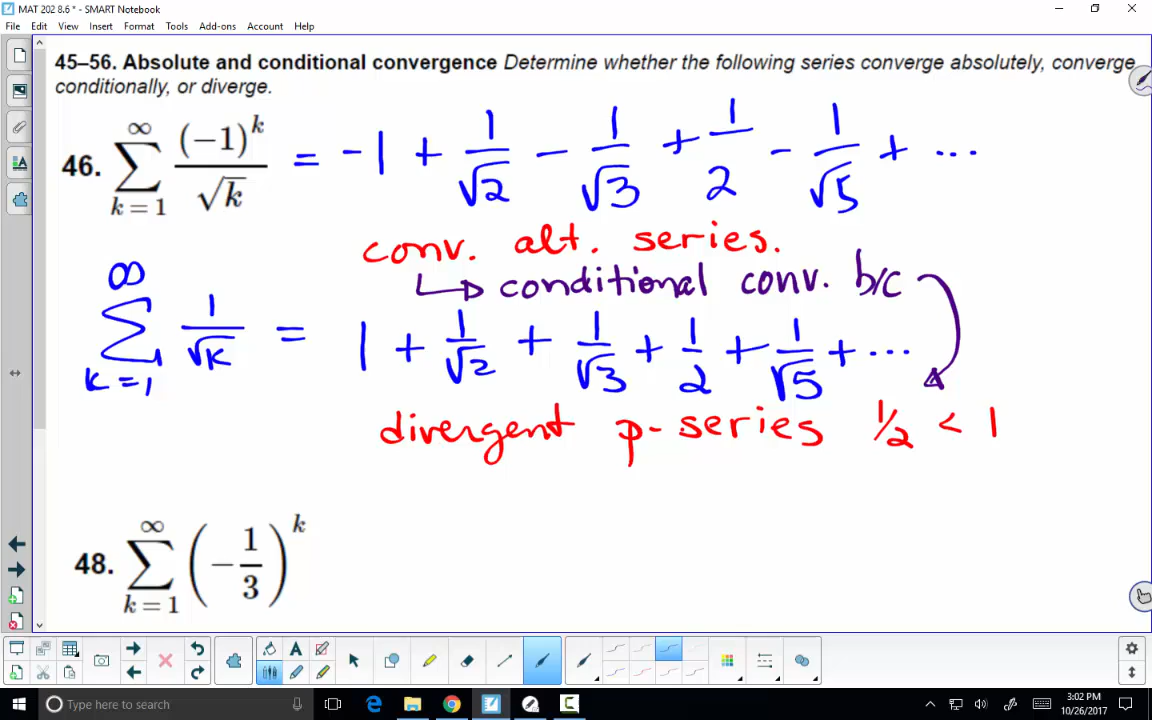 MAT 202 8.6 * - SMART Notebook
File Edit View Insert Format Tools Add-ons Account Help
45–56. Absolute and conditional convergence Determine whether the following series converge absolutely, converge
conditionally, or diverge.
46. ∑_{k=1}^{∞} (−1)^k/√k = -1 + 1/√2 - 1/√3 + 1/2 - 1/√5 + ...
conv. alt. series.
↳ conditional conv. b/c
∑_{k=1}^{∞} 1/√k = 1 + 1/√2 + 1/√3 + 1/2 + 1/√5 + ...
divergent p-series 1/2 < 1
48. ∑_{k=1}^{∞} (−1/3)^k
Type here to search
3:02 PM
10/26/2017